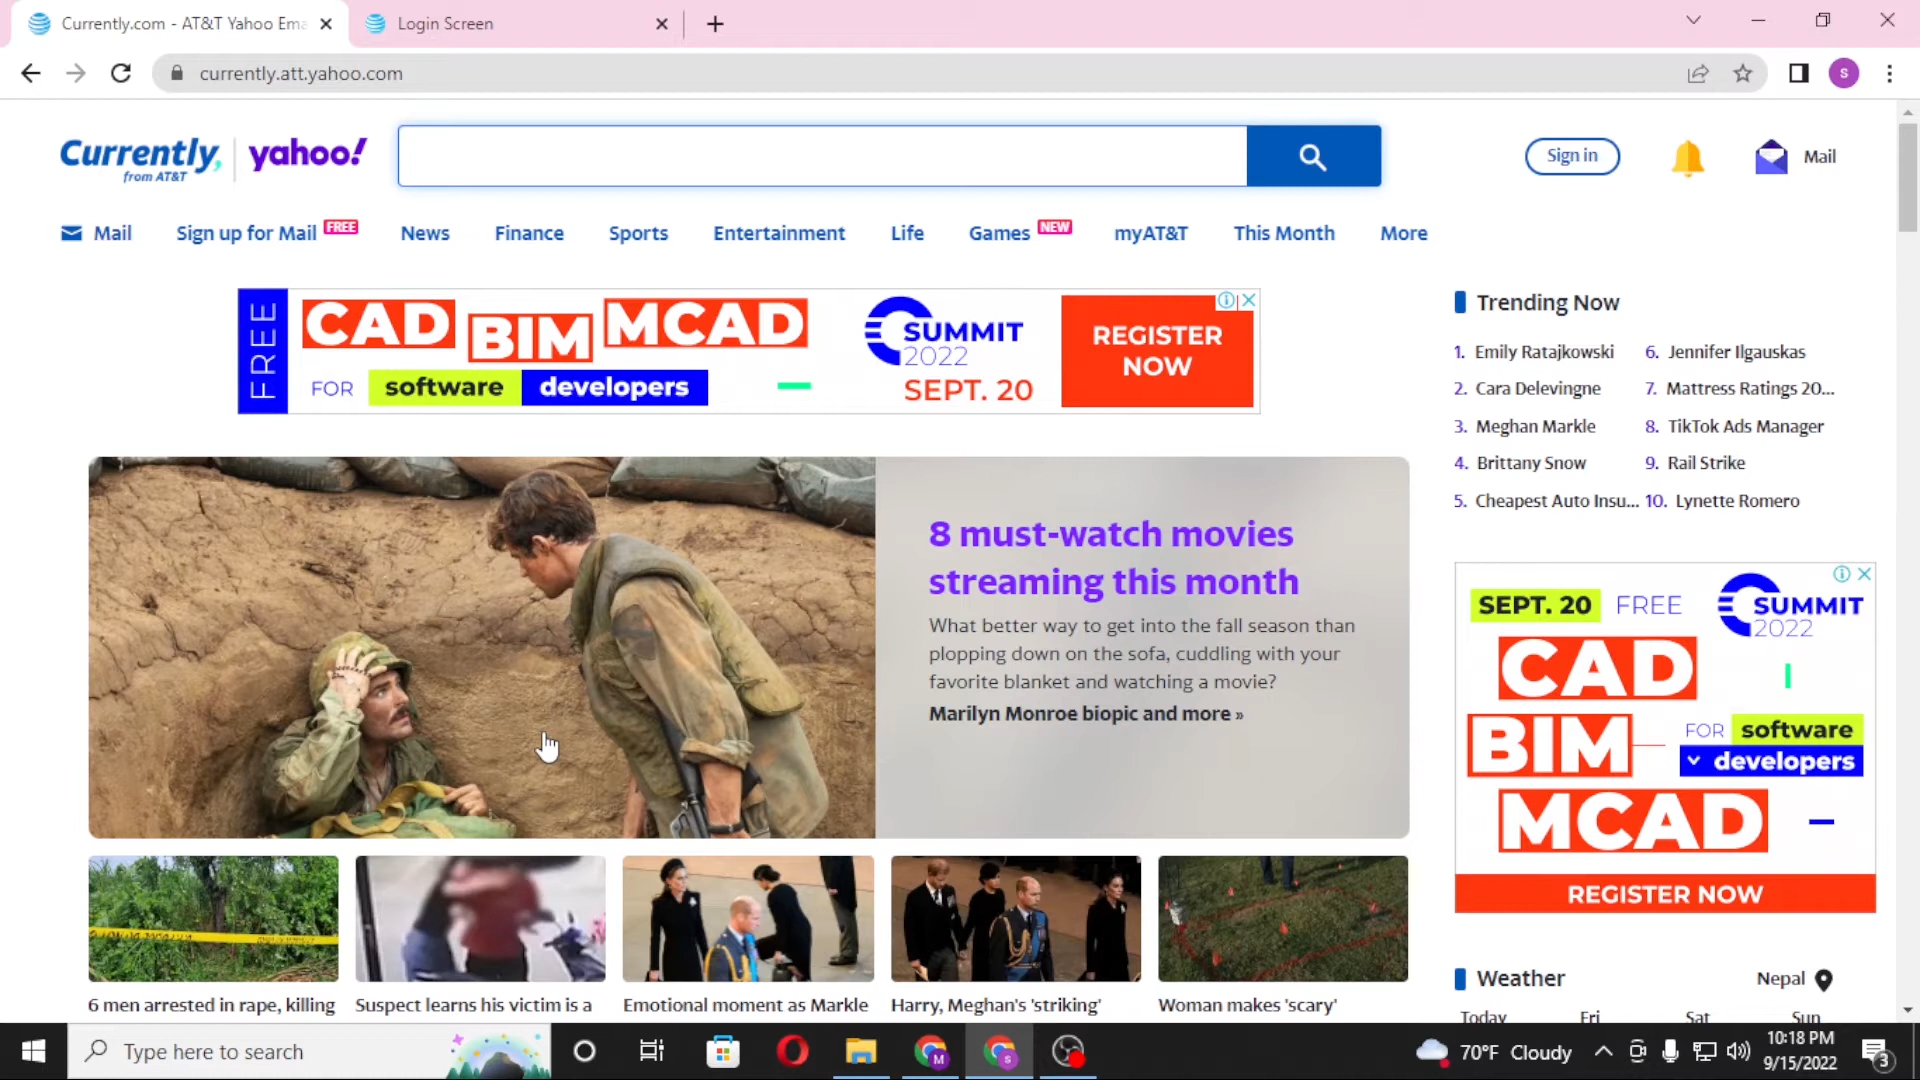 Currently.com - AT&T Yahoo Ema
Login Screen
currently.att.yahoo.com
S
Currently,
from AT&T
yahoo!
Sign in
Mail
Mail
Sign up for Mail FREE
News
Finance
Sports
Entertainment
Life
Games NEW
myAT&T
This Month
More
FREE
CAD BIM MCAD
FOR software developers
SUMMIT
2022
SEPT. 20
REGISTER
NOW
Trending Now
1. Emily Ratajkowski
2. Cara Delevingne
3. Meghan Markle
4. Brittany Snow
5. Cheapest Auto Insu...
6. Jennifer Ilgauskas
7. Mattress Ratings 20...
8. TikTok Ads Manager
9. Rail Strike
10. Lynette Romero
8 must-watch movies
streaming this month
What better way to get into the fall season than
plopping down on the sofa, cuddling with your
favorite blanket and watching a movie?
Marilyn Monroe biopic and more »
SEPT. 20 FREE
SUMMIT
2022
CAD
BIM
FOR software
developers
MCAD
REGISTER NOW
6 men arrested in rape, killing
Suspect learns his victim is a
Emotional moment as Markle
Harry, Meghan's 'striking'
Woman makes 'scary'
Weather
Nepal
Today
Fri
Sat
Sun
Type here to search
M
S
70°F Cloudy
10:18 PM
9/15/2022
3